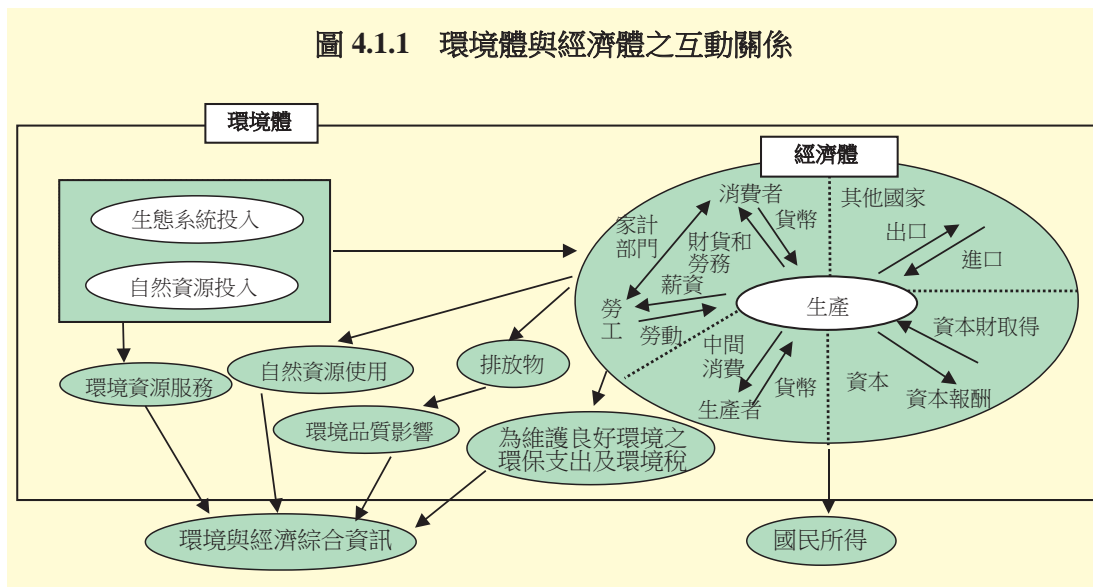 圖 4.1.1 環境體與經濟體之互動關係
環境體
經濟體
生態系統投入
自然資源投入
消費者
貨幣
其他國家
家計
部門
財貨和
勞務
出口
進口
薪資
生產
勞
工
勞動
中間
消費
資本財取得
貨幣
資本
資本報酬
生產者
排放物
自然資源使用
環境資源服務
環境品質影響
為維護良好環境之
環保支出及環境稅
環境與經濟綜合資訊
國民所得